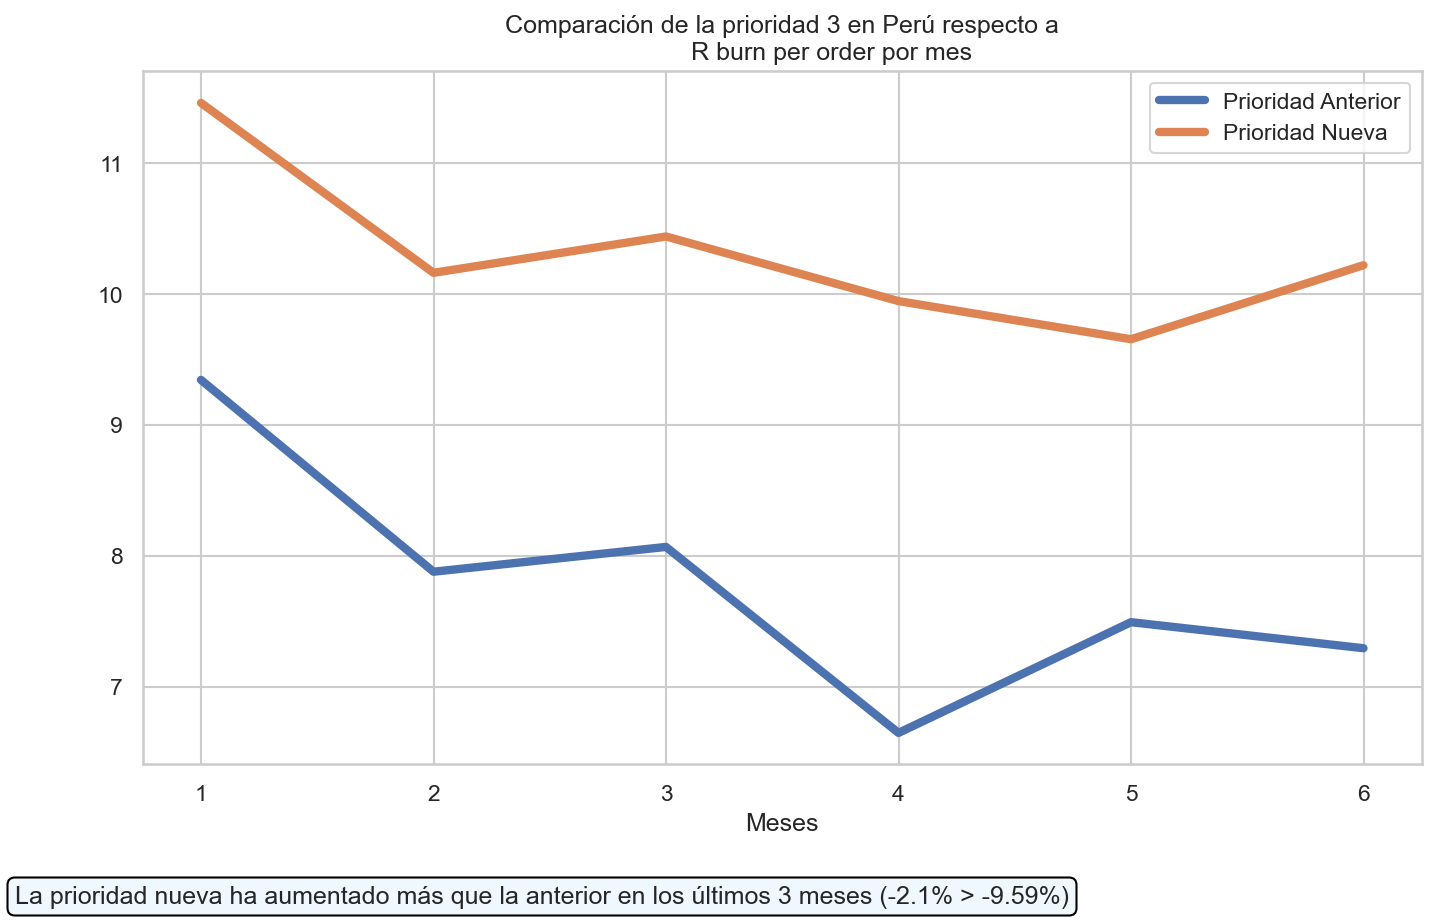 Comparación de la prioridad 3 en Perú respecto a
R burn per order por mes
Prioridad Anterior
Prioridad Nueva
11
10
9
8
7
1 2 3 4 5 6
Meses
La prioridad nueva ha aumentado más que la anterior en los últimos 3 meses (-2.1% > -9.59%)